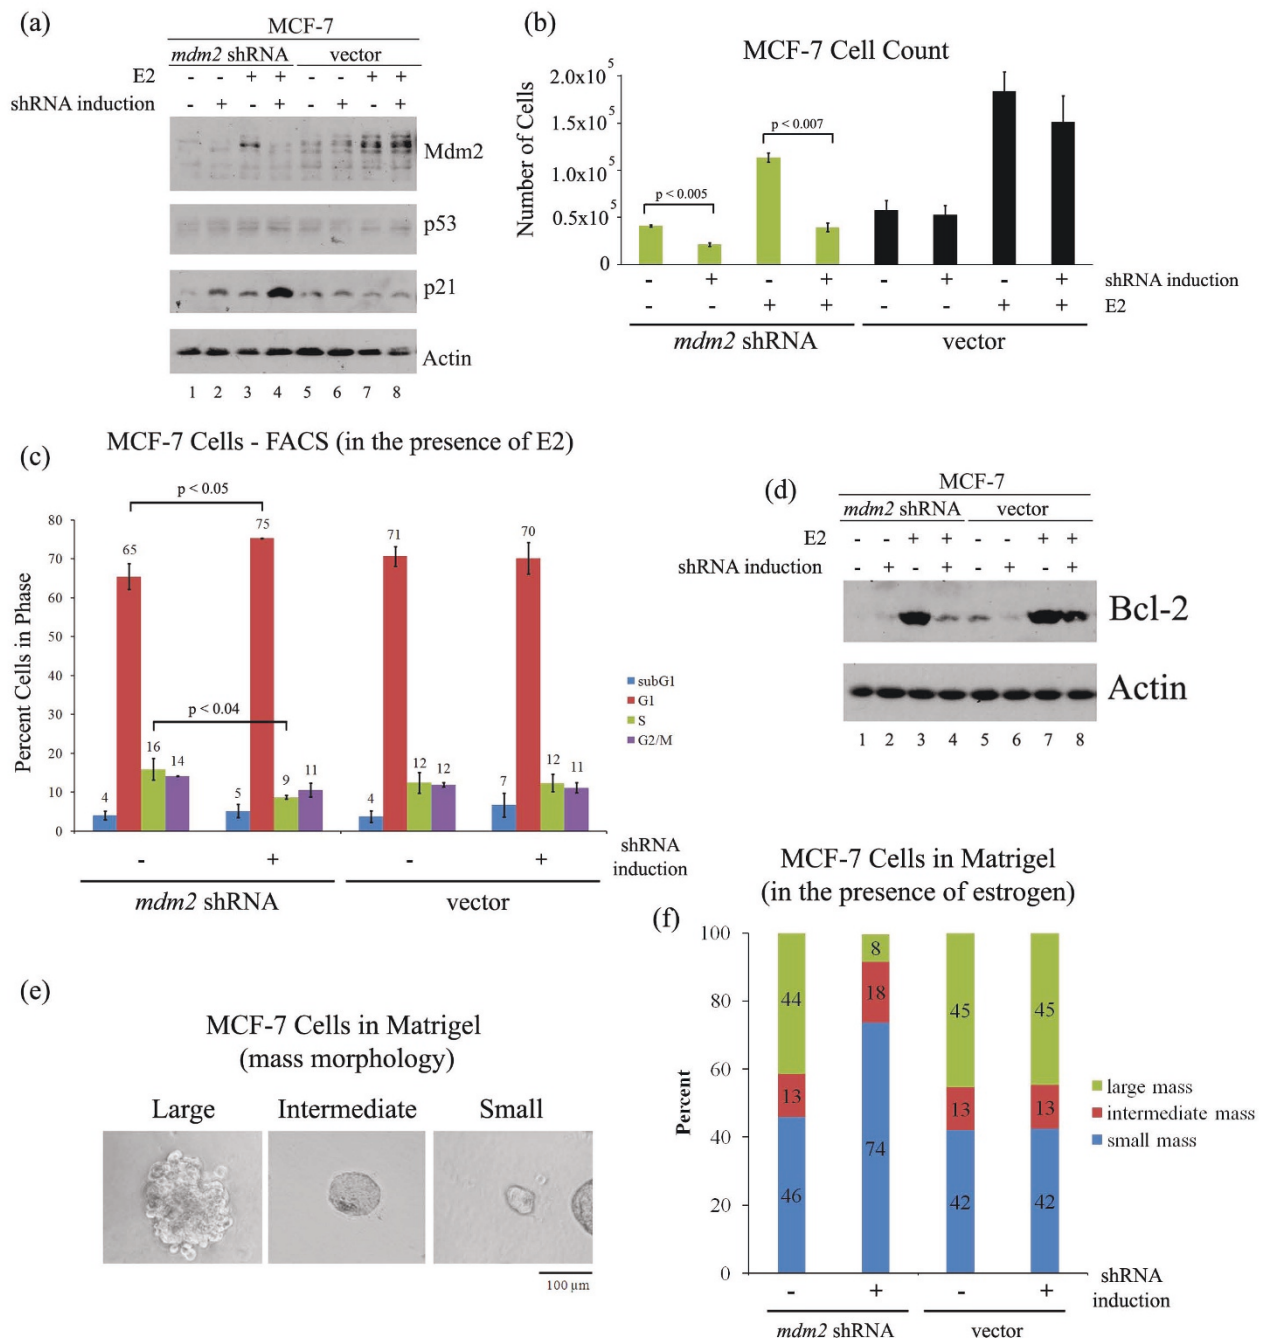 (a)
MCF-7
mdm2 shRNA vector
E2 - - + + - - + +
shRNA induction - + - + - + - +
Mdm2
p53
p21
Actin
1 2 3 4 5 6 7 8
(b)
MCF-7 Cell Count
Number of Cells
2.0x10⁵
1.5x10⁵
1.0x10⁵
0.5x10⁵
0
p < 0.005
p < 0.007
- + - + - + - + shRNA induction
- - + + - - + + E2
mdm2 shRNA vector
(c)
MCF-7 Cells - FACS (in the presence of E2)
Percent Cells in Phase
80
70
60
50
40
30
20
10
0
p < 0.05
p < 0.04
4 65 16 14
5 75 9 11
4 71 12 12
7 70 12 11
subG1
G1
S
G2/M
- + - + shRNA induction
mdm2 shRNA vector
(d)
MCF-7
mdm2 shRNA vector
E2 - - + + - - + +
shRNA induction - + - + - + - +
Bcl-2
Actin
1 2 3 4 5 6 7 8
(e)
MCF-7 Cells in Matrigel
(mass morphology)
Large Intermediate Small
100 µm
(f)
MCF-7 Cells in Matrigel
(in the presence of estrogen)
Percent
100
80
60
40
20
0
44 8 45 45
13 18 13 13
46 74 42 42
large mass
intermediate mass
small mass
- + - + shRNA induction
mdm2 shRNA vector